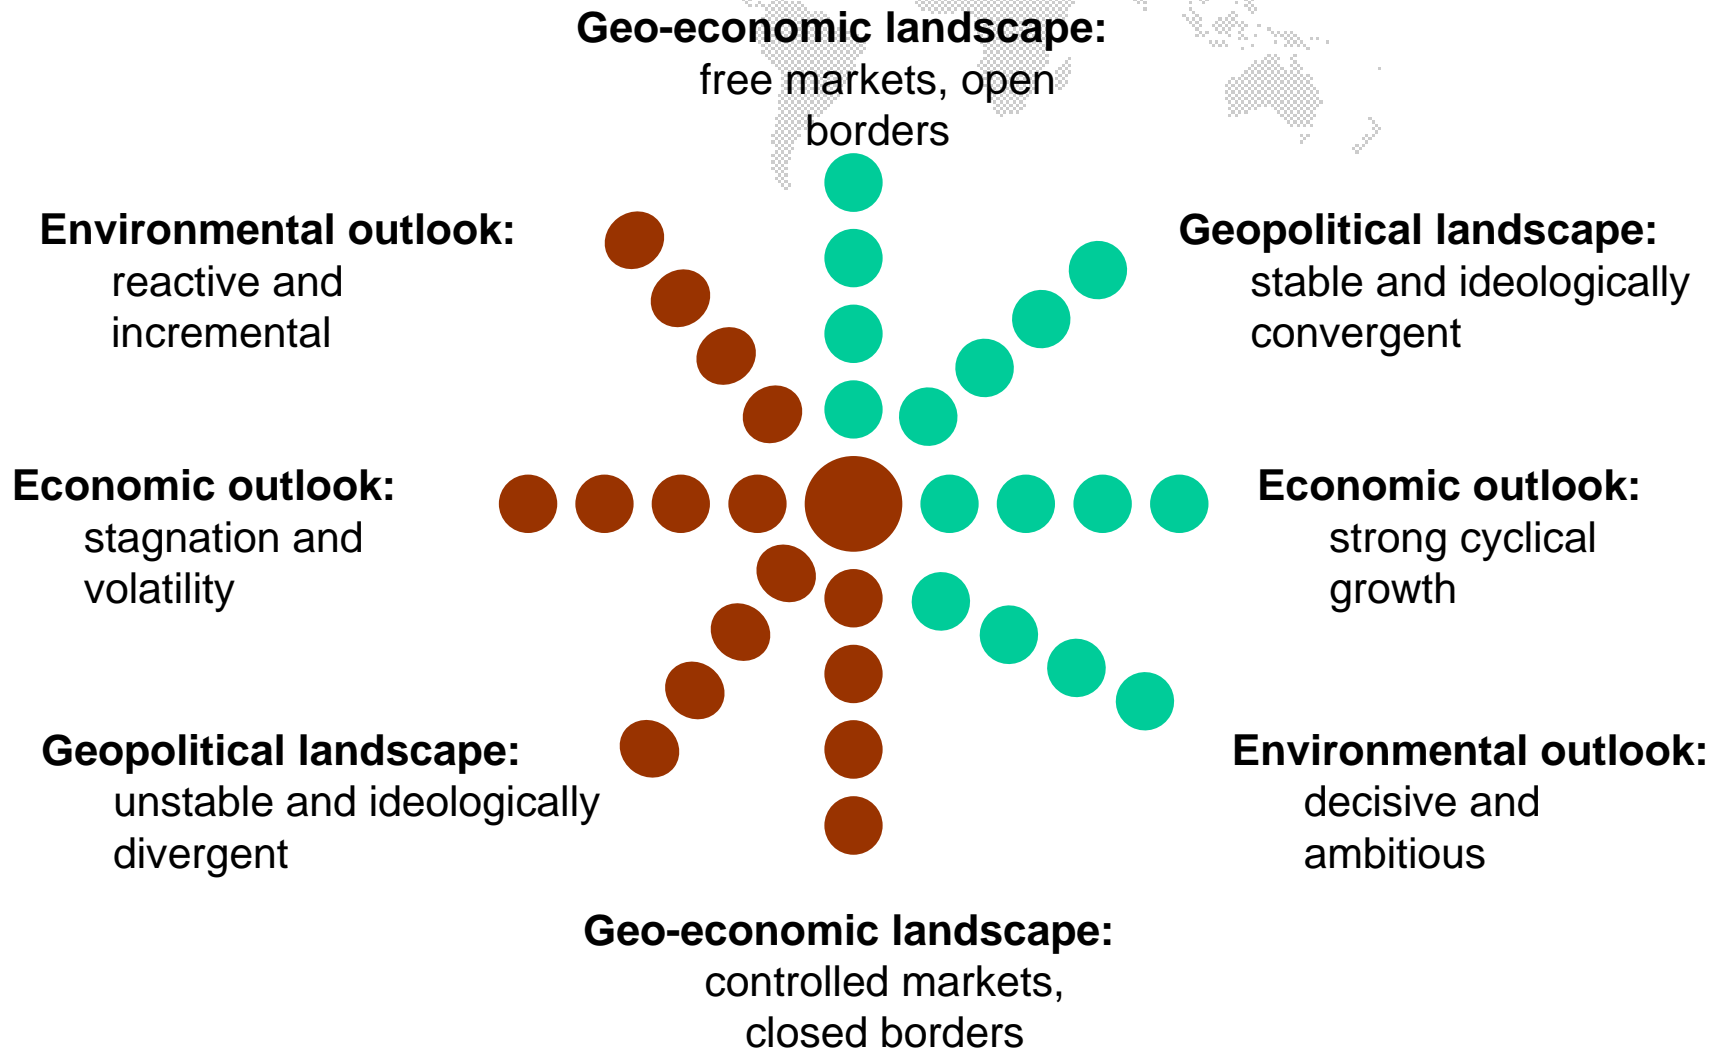 Geo-economic landscape:
free markets, open
borders
Environmental outlook:
reactive and
incremental
Geopolitical landscape:
stable and ideologically
convergent
Economic outlook:
stagnation and
volatility
Economic outlook:
strong cyclical
growth
Geopolitical landscape:
unstable and ideologically
divergent
Environmental outlook:
decisive and
ambitious
Geo-economic landscape:
controlled markets,
closed borders